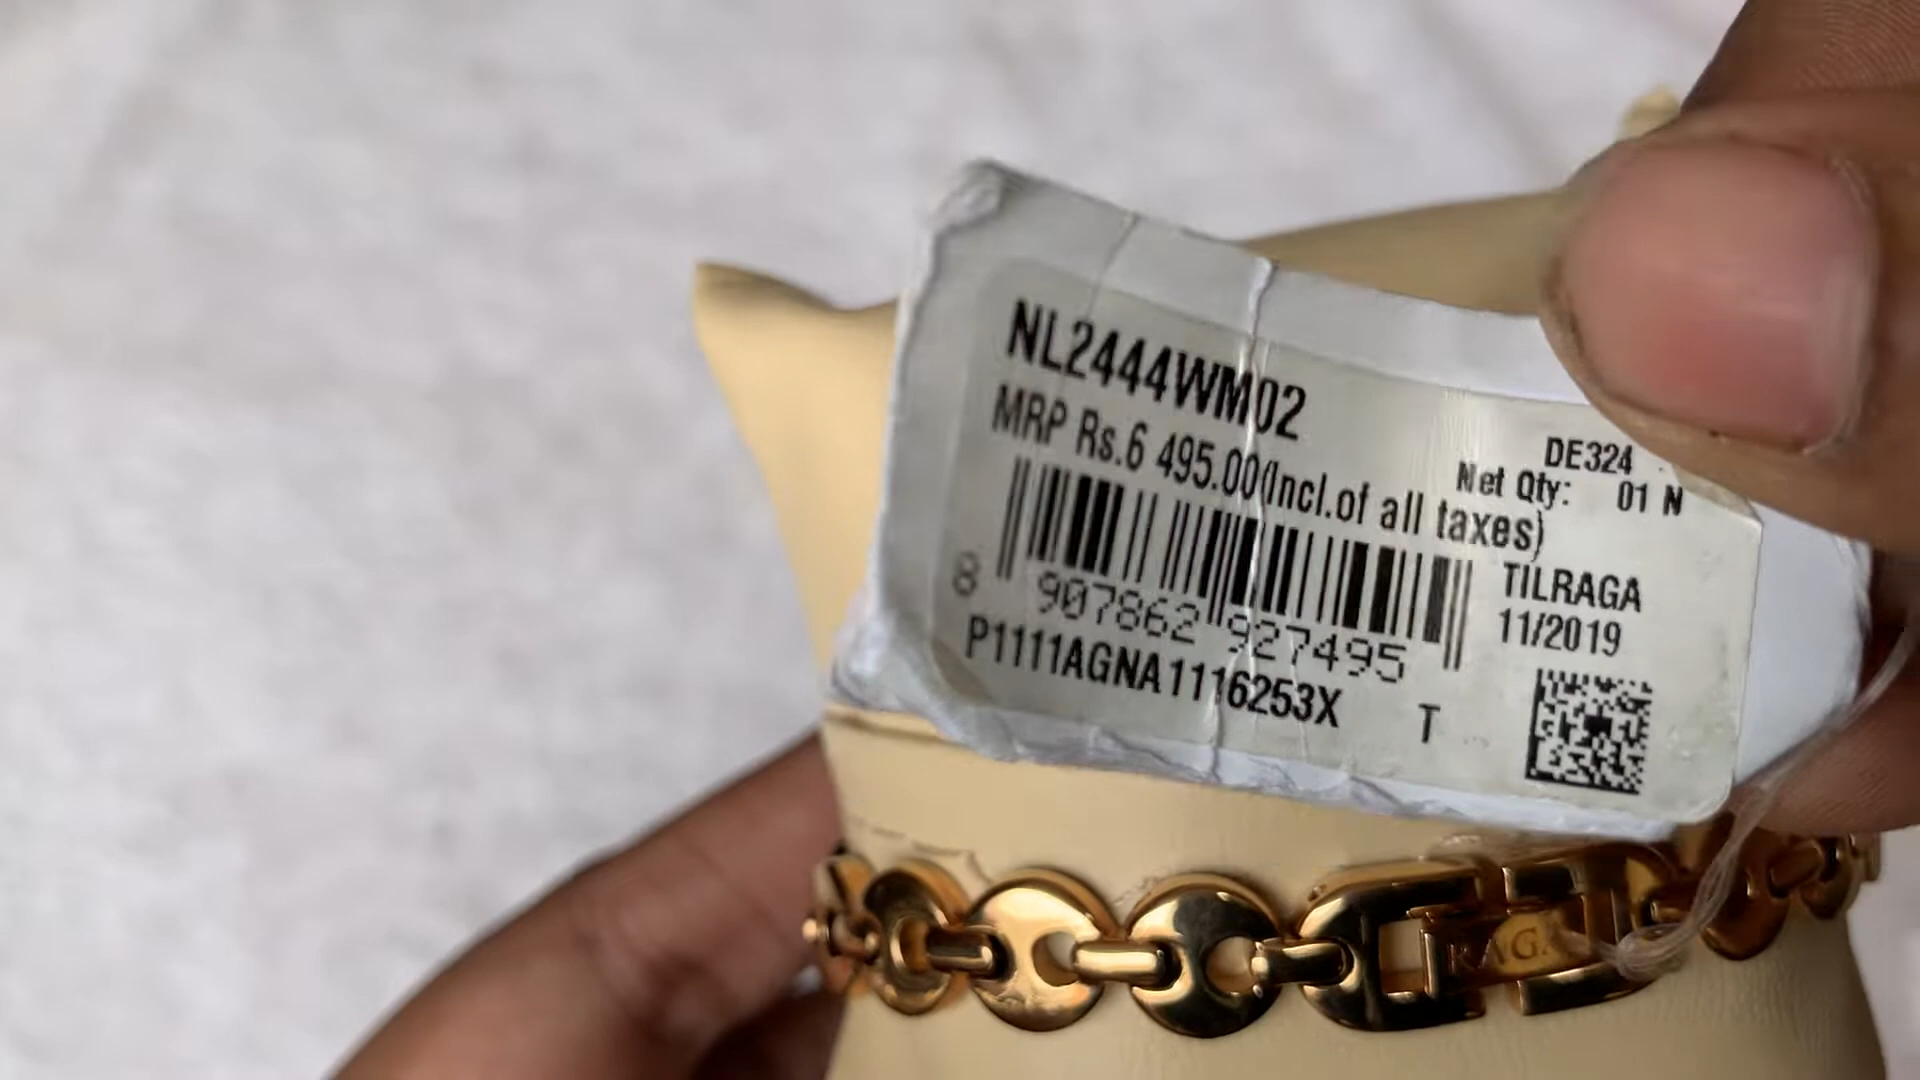 NL2444WM02
DE324
Net Qty: 01 N
MRP Rs.6 495.00(Incl.of all taxes)
8 907862 927495
TILRAGA
11/2019
P1111AGNA1116253X T
RAGA